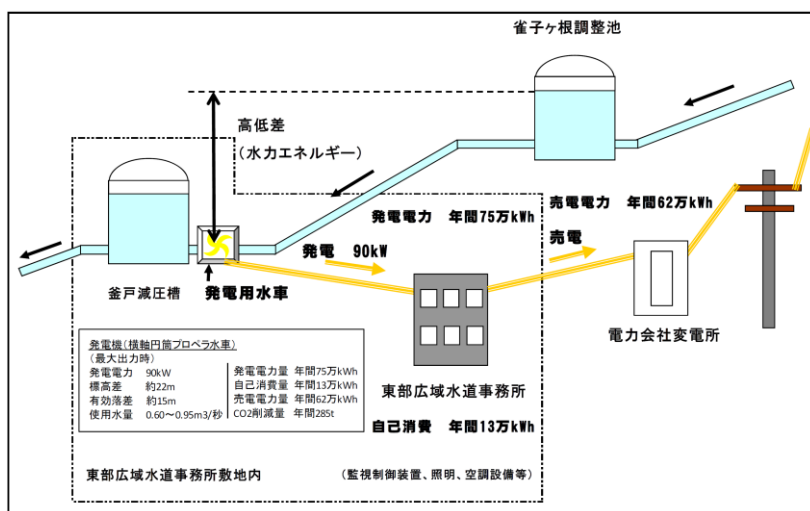 雀子ヶ根調整池
高低差
(水力エネルギー)
発電電力　年間75万kWh
売電電力　年間62万kWh
発電　90kW
売電
釜戸減圧槽
発電用水車
電力会社変電所
発電機(横軸円筒プロペラ水車)
(最大出力時)
発電電力　90kW
標高差　約22m
有効落差　約15m
使用水量　0.60～0.95m3/秒
発電電力量　年間75万kWh
自己消費量　年間13万kWh
売電電力量　年間62万kWh
CO2削減量　年間285t
東部広域水道事務所
自己消費　年間13万kWh
東部広域水道事務所敷地内
(監視制御装置、照明、空調設備等)